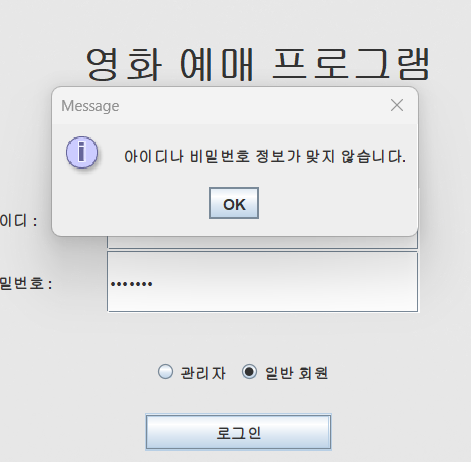 영화 예매 프로그램
Message
아이디나 비밀번호 정보가 맞지 않습니다.
OK
이디 :
밀번호 :
관리자
일반 회원
로그인